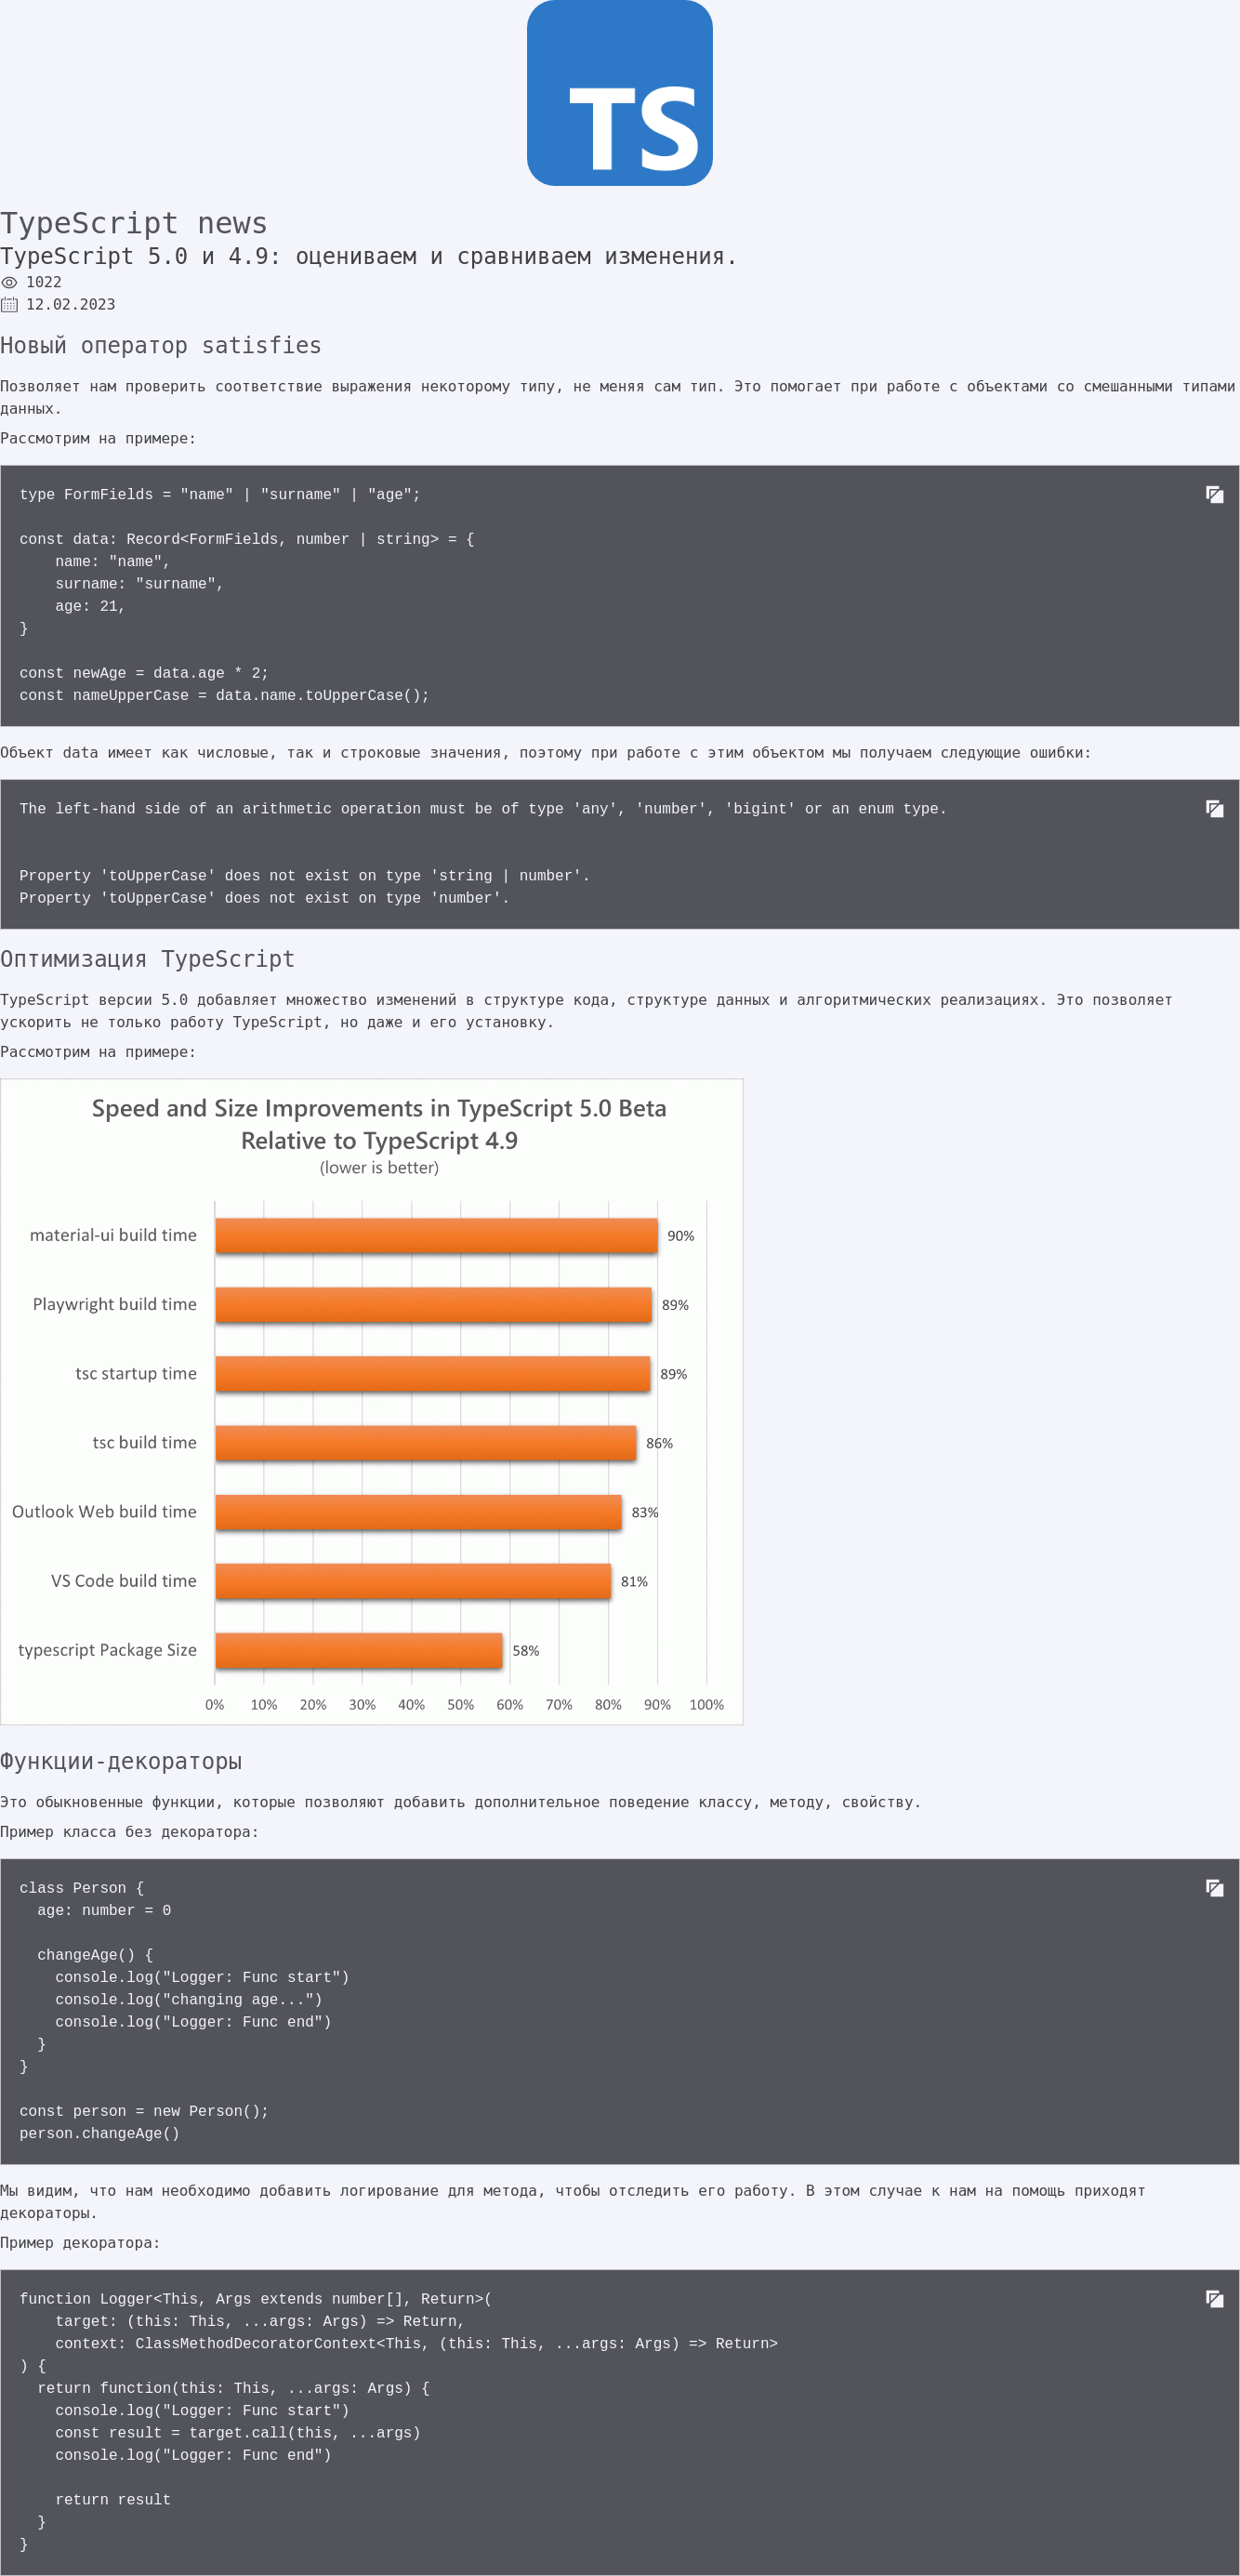 TS
TypeScript news
TypeScript 5.0 и 4.9: оцениваем и сравниваем изменения.
1022
12.02.2023
Новый оператор satisfies
Позволяет нам проверить соответствие выражения некоторому типу, не меняя сам тип. Это помогает при работе с объектами со смешанными типами
данных.
Рассмотрим на примере:
type FormFields = "name" | "surname" | "age";
const data: Record<FormFields, number | string> = {
    name: "name",
    surname: "surname",
    age: 21,
}
const newAge = data.age * 2;
const nameUpperCase = data.name.toUpperCase();
Объект data имеет как числовые, так и строковые значения, поэтому при работе с этим объектом мы получаем следующие ошибки:
The left-hand side of an arithmetic operation must be of type 'any', 'number', 'bigint' or an enum type.
Property 'toUpperCase' does not exist on type 'string | number'.
Property 'toUpperCase' does not exist on type 'number'.
Оптимизация TypeScript
TypeScript версии 5.0 добавляет множество изменений в структуре кода, структуре данных и алгоритмических реализациях. Это позволяет
ускорить не только работу TypeScript, но даже и его установку.
Рассмотрим на примере:
Speed and Size Improvements in TypeScript 5.0 Beta
Relative to TypeScript 4.9
(lower is better)
material-ui build time 90%
Playwright build time 89%
tsc startup time 89%
tsc build time 86%
Outlook Web build time 83%
VS Code build time 81%
typescript Package Size 58%
0% 10% 20% 30% 40% 50% 60% 70% 80% 90% 100%
Функции-декораторы
Это обыкновенные функции, которые позволяют добавить дополнительное поведение классу, методу, свойству.
Пример класса без декоратора:
class Person {
  age: number = 0
  changeAge() {
    console.log("Logger: Func start")
    console.log("changing age...")
    console.log("Logger: Func end")
  }
}
const person = new Person();
person.changeAge()
Мы видим, что нам необходимо добавить логирование для метода, чтобы отследить его работу. В этом случае к нам на помощь приходят
декораторы.
Пример декоратора:
function Logger<This, Args extends number[], Return>(
    target: (this: This, ...args: Args) => Return,
    context: ClassMethodDecoratorContext<This, (this: This, ...args: Args) => Return>
) {
  return function(this: This, ...args: Args) {
    console.log("Logger: Func start")
    const result = target.call(this, ...args)
    console.log("Logger: Func end")
    return result
  }
}